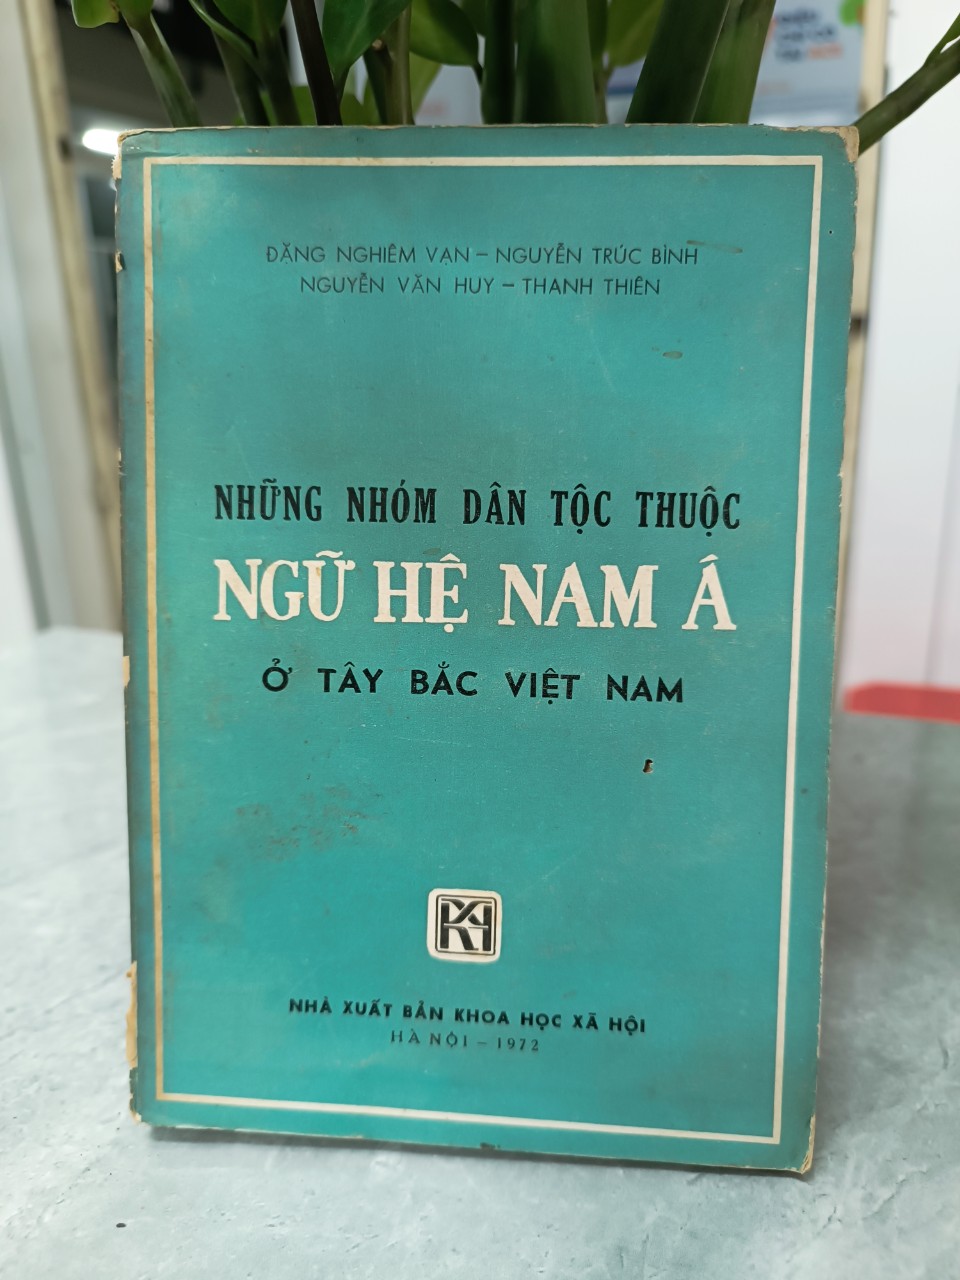 ĐẶNG NGHIÊM VẠN – NGUYỄN TRÚC BÌNH
NGUYỄN VĂN HUY – THANH THIÊN
NHỮNG NHÓM DÂN TỘC THUỘC
NGỮ HỆ NAM Á
Ở TÂY BẮC VIỆT NAM
NHÀ XUẤT BẢN KHOA HỌC XÃ HỘI
HÀ NỘI – 1972